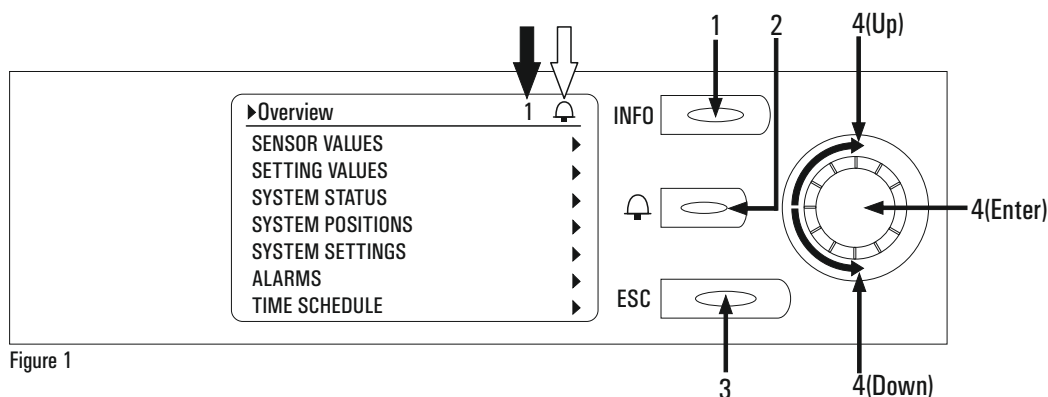 1 2 4(Up)
▶Overview 1
INFO
SENSOR VALUES ▶
SETTING VALUES ▶
SYSTEM STATUS ▶
SYSTEM POSITIONS ▶
SYSTEM SETTINGS ▶
ALARMS ▶
TIME SCHEDULE ▶
4(Enter)
ESC
Figure 1
3 4(Down)